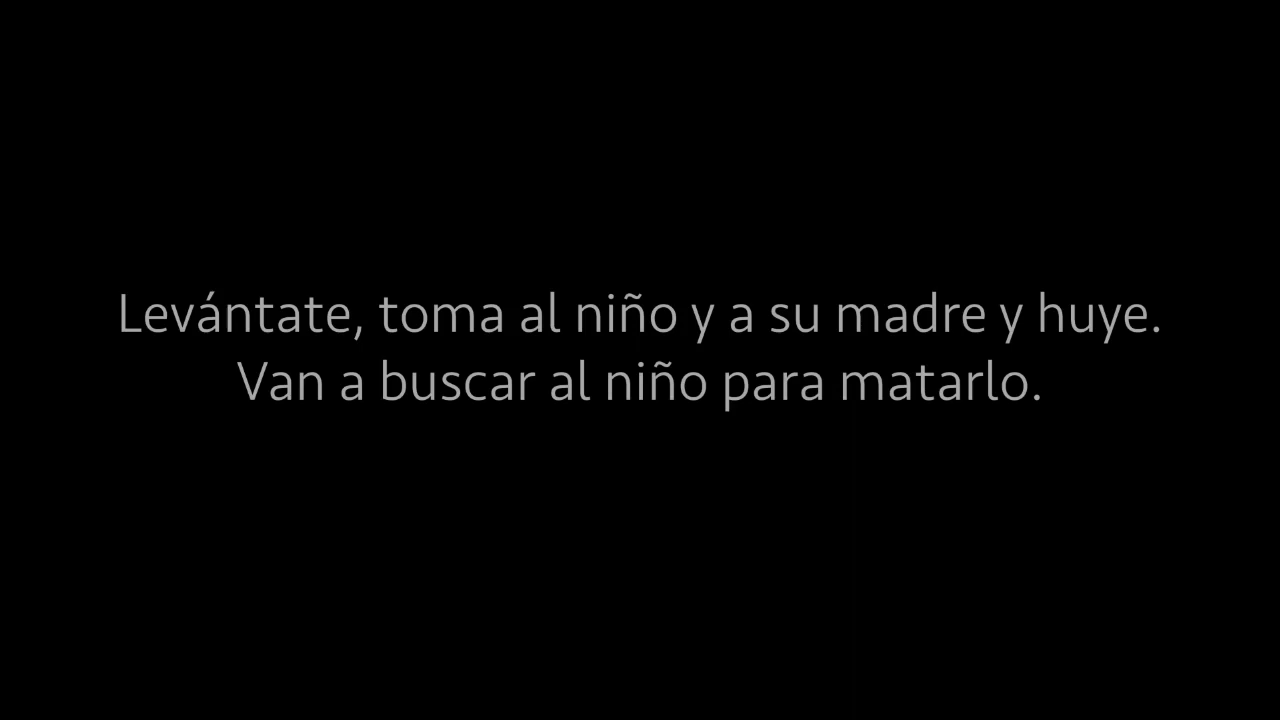 Levántate, toma al niño y a su madre y huye.
Van a buscar al niño para matarlo.